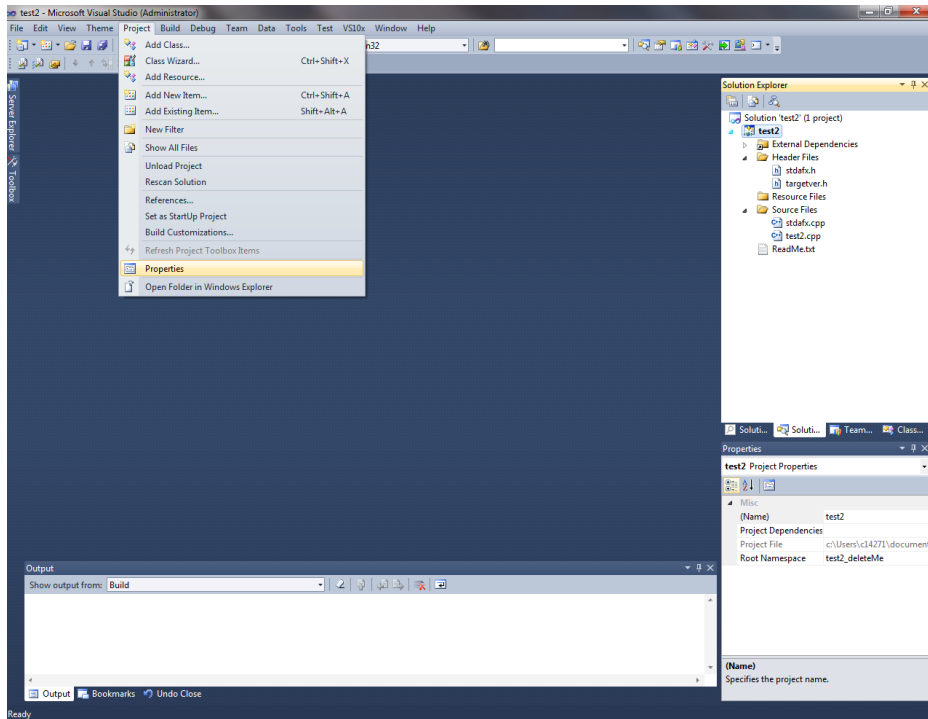 test2 - Microsoft Visual Studio (Administrator)
File Edit View Theme Project Build Debug Team Data Tools Test VS10x Window Help
n32
Add Class...
Class Wizard... Ctrl+Shift+X
Add Resource...
Add New Item... Ctrl+Shift+A
Add Existing Item... Shift+Alt+A
New Filter
Show All Files
Unload Project
Rescan Solution
References...
Set as StartUp Project
Build Customizations...
Refresh Project Toolbox Items
Properties
Open Folder in Windows Explorer
Server Explorer
Toolbox
Solution Explorer
Solution 'test2' (1 project)
test2
External Dependencies
Header Files
stdafx.h
targetver.h
Resource Files
Source Files
stdafx.cpp
test2.cpp
ReadMe.txt
Soluti... Soluti... Team... Class...
Properties
test2 Project Properties
Misc
(Name) test2
Project Dependencies
Project File c:\Users\c14271\document
Root Namespace test2_deleteMe
(Name)
Specifies the project name.
Output
Show output from: Build
Output Bookmarks Undo Close
Ready